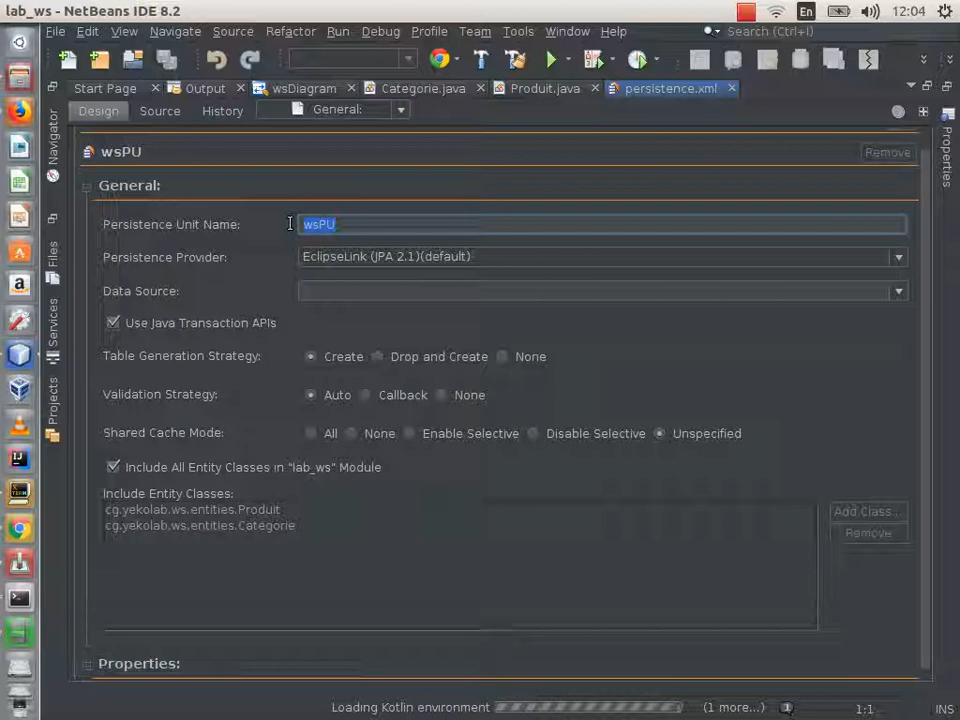 lab_ws - NetBeans IDE 8.2
En
12:04
File Edit View Navigate Source Refactor Run Debug Profile Team Tools Window Help
Search (Ctrl+I)
Start Page Output wsDiagram Categorie.java Produit.java persistence.xml
Design Source History General:
Navigator
Files
Services
Projects
Properties
wsPU
Remove
General:
Persistence Unit Name: wsPU
Persistence Provider: EclipseLink (JPA 2.1)(default)
Data Source:
Use Java Transaction APIs
Table Generation Strategy: Create Drop and Create None
Validation Strategy: Auto Callback None
Shared Cache Mode: All None Enable Selective Disable Selective Unspecified
Include All Entity Classes in "lab_ws" Module
Include Entity Classes:
cg.yekolab.ws.entities.Produit
cg.yekolab.ws.entities.Categorie
Add Class...
Remove
Properties:
Loading Kotlin environment (1 more...) 1 1:1 INS